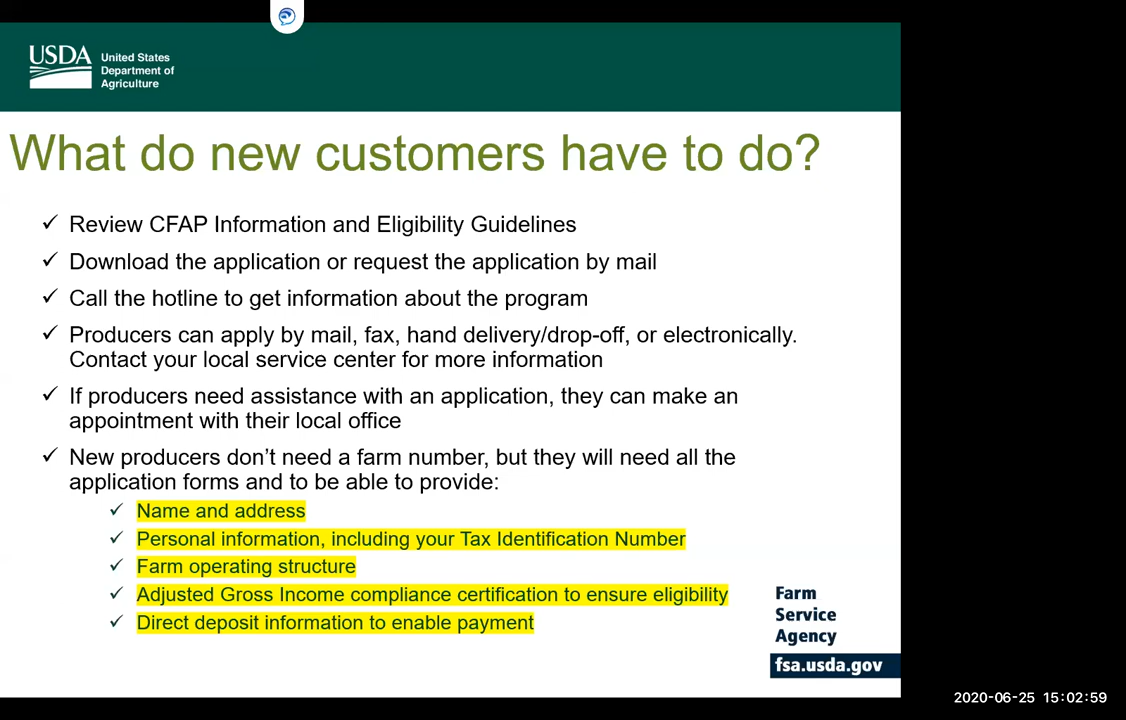 USDA
United States
Department of
Agriculture
What do new customers have to do?
✓ Review CFAP Information and Eligibility Guidelines
✓ Download the application or request the application by mail
✓ Call the hotline to get information about the program
✓ Producers can apply by mail, fax, hand delivery/drop-off, or electronically.
Contact your local service center for more information
✓ If producers need assistance with an application, they can make an
appointment with their local office
✓ New producers don’t need a farm number, but they will need all the
application forms and to be able to provide:
✓ Name and address
✓ Personal information, including your Tax Identification Number
✓ Farm operating structure
✓ Adjusted Gross Income compliance certification to ensure eligibility
✓ Direct deposit information to enable payment
Farm
Service
Agency
fsa.usda.gov
2020-06-25 15:02:59